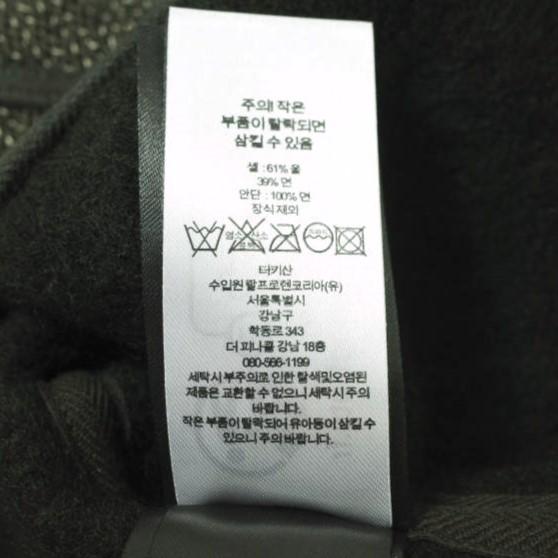 주의! 작은
부품이 탈락되면
삼킬 수 있음
셀 : 61% 울
39% 면
안단 : 100% 면
장식 제외
터키산
수입원 랄프로렌코리아(유)
서울특별시
강남구
학동로 343
더 피나클 강남 18층
080-566-1199
세탁시 부주의로 인한 탈색및오염된
제품은 교환할 수 없으니 세탁시 주의
바랍니다.
작은 부품이 탈락되어 유아등이 삼킬 수
있으니 주의 바랍니다.